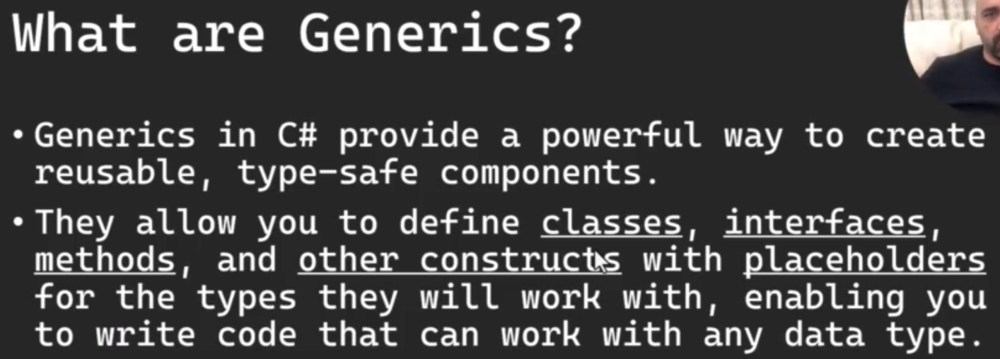 What are Generics?
• Generics in C# provide a powerful way to create
reusable, type-safe components.
• They allow you to define classes, interfaces,
methods, and other constructs with placeholders
for the types they will work with, enabling you
to write code that can work with any data type.